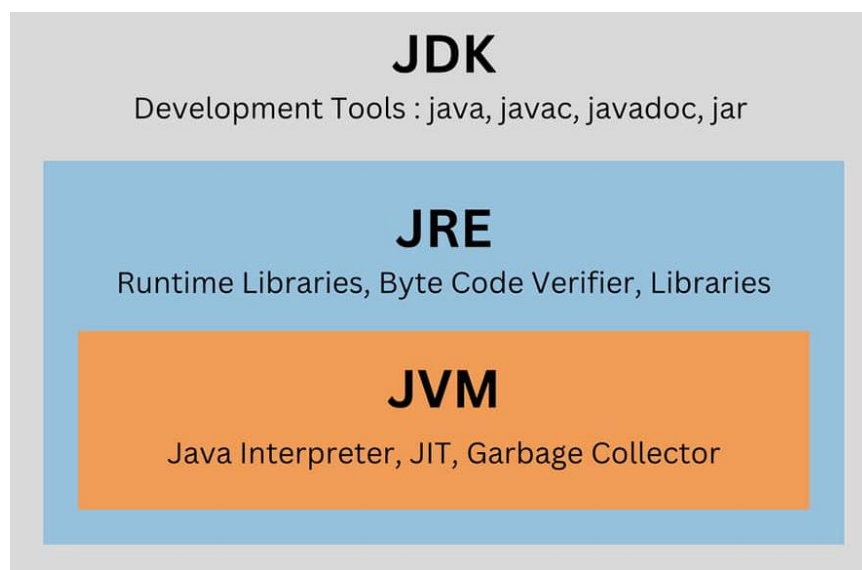 JDK
Development Tools : java, javac, javadoc, jar
JRE
Runtime Libraries, Byte Code Verifier, Libraries
JVM
Java Interpreter, JIT, Garbage Collector